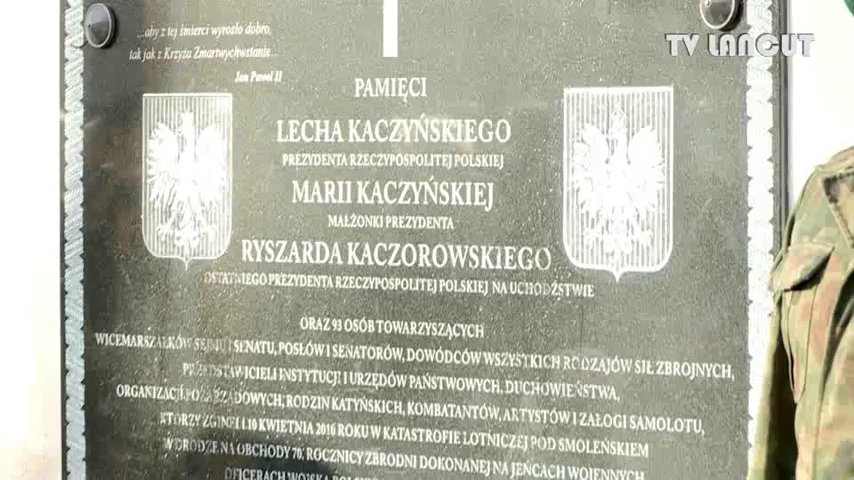 TV LANCUT
...aby z tej śmierci wyrosło dobro,
tak jak z Krzyża Zmartwychwstanie...
Jan Paweł II
PAMIĘCI
LECHA KACZYŃSKIEGO
PREZYDENTA RZECZYPOSPOLITEJ POLSKIEJ
MARII KACZYŃSKIEJ
MAŁŻONKI PREZYDENTA
RYSZARDA KACZOROWSKIEGO
OSTATNIEGO PREZYDENTA RZECZYPOSPOLITEJ POLSKIEJ NA UCHODŹSTWIE
ORAZ 93 OSÓB TOWARZYSZĄCYCH
WICEMARSZAŁKÓW SEJMU I SENATU, POSŁÓW I SENATORÓW, DOWÓDCÓW WSZYSTKICH RODZAJÓW SIŁ ZBROJNYCH,
PRZEDSTAWICIELI INSTYTUCJI I URZĘDÓW PAŃSTWOWYCH, DUCHOWIEŃSTWA,
ORGANIZACJI POZARZĄDOWYCH, RODZIN KATYŃSKICH, KOMBATANTÓW, ARTYSTÓW I ZAŁOGI SAMOLOTU,
KTÓRZY ZGINĘLI 10 KWIETNIA 2010 ROKU W KATASTROFIE LOTNICZEJ POD SMOLEŃSKIEM
W DRODZE NA OBCHODY 70. ROCZNICY ZBRODNI DOKONANEJ NA JEŃCACH WOJENNYCH
OFICERACH WOJSKA